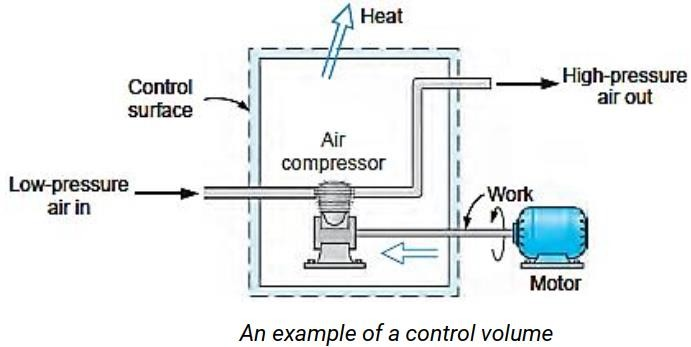 Heat
Control
surface
High-pressure
air out
Air
compressor
Low-pressure
air in
Work
Motor
An example of a control volume